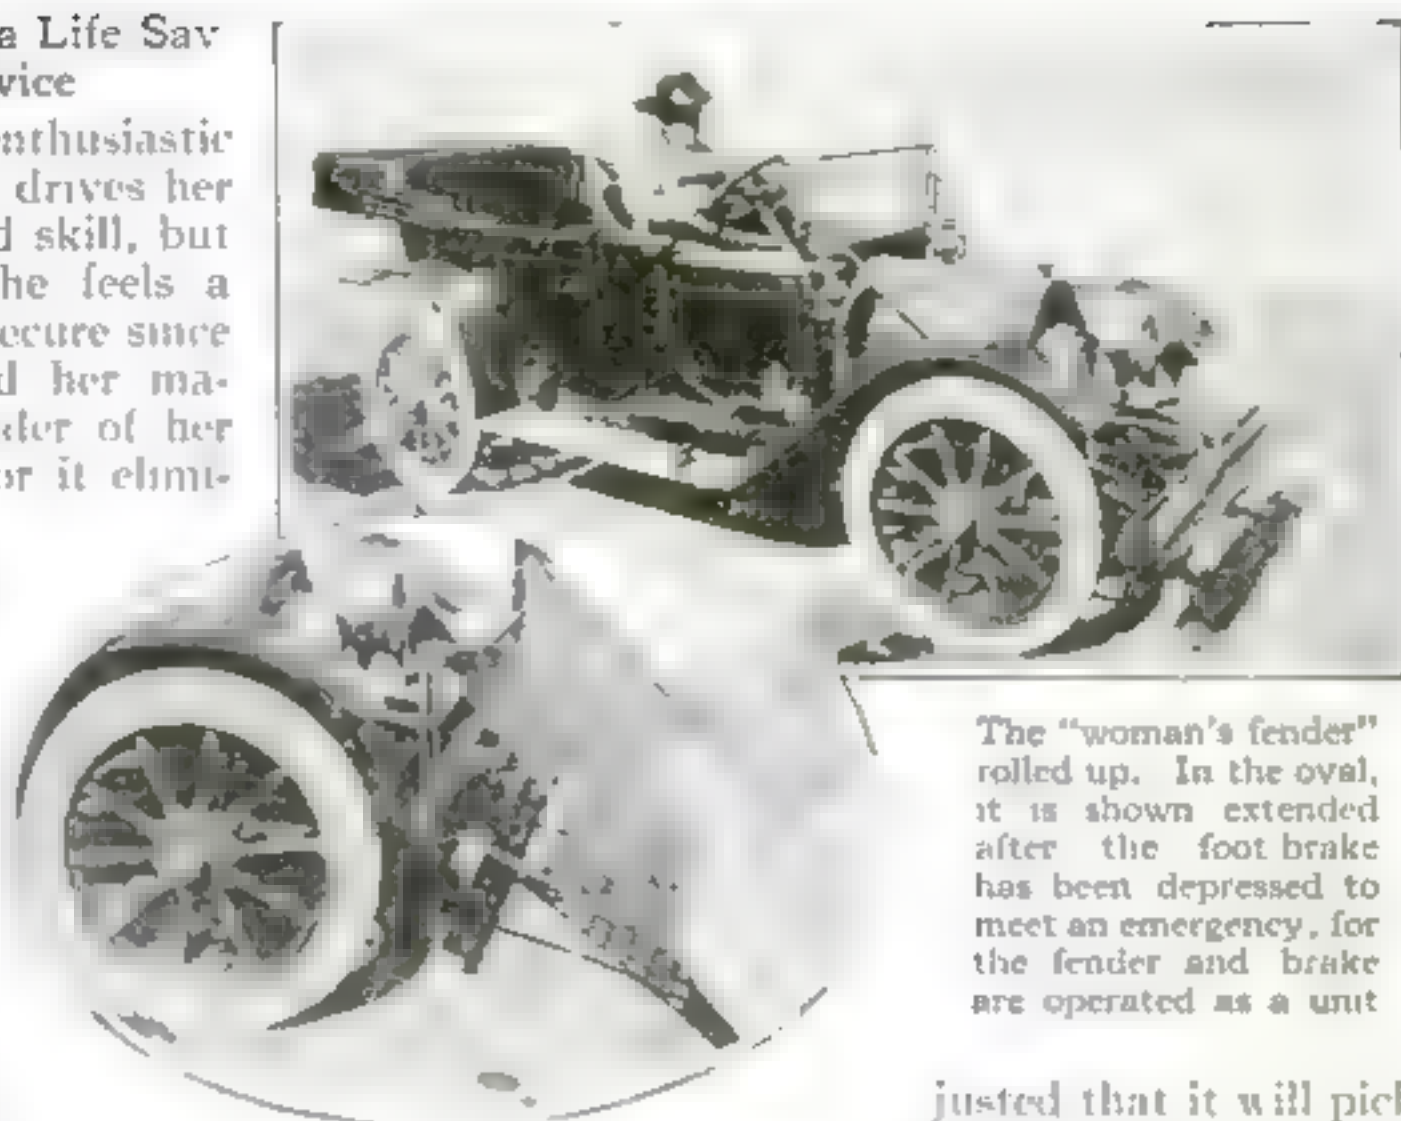 a Life Sav
vice
nthusiastic
drives her
d skill, but
he feels a
ecure since
d her ma-
der of her
or it elimi-
The “woman's fender”
rolled up. In the oval,
it is shown extended
after the foot brake
has been depressed to
meet an emergency, for
the fender and brake
are operated as a unit
justed that it will pick